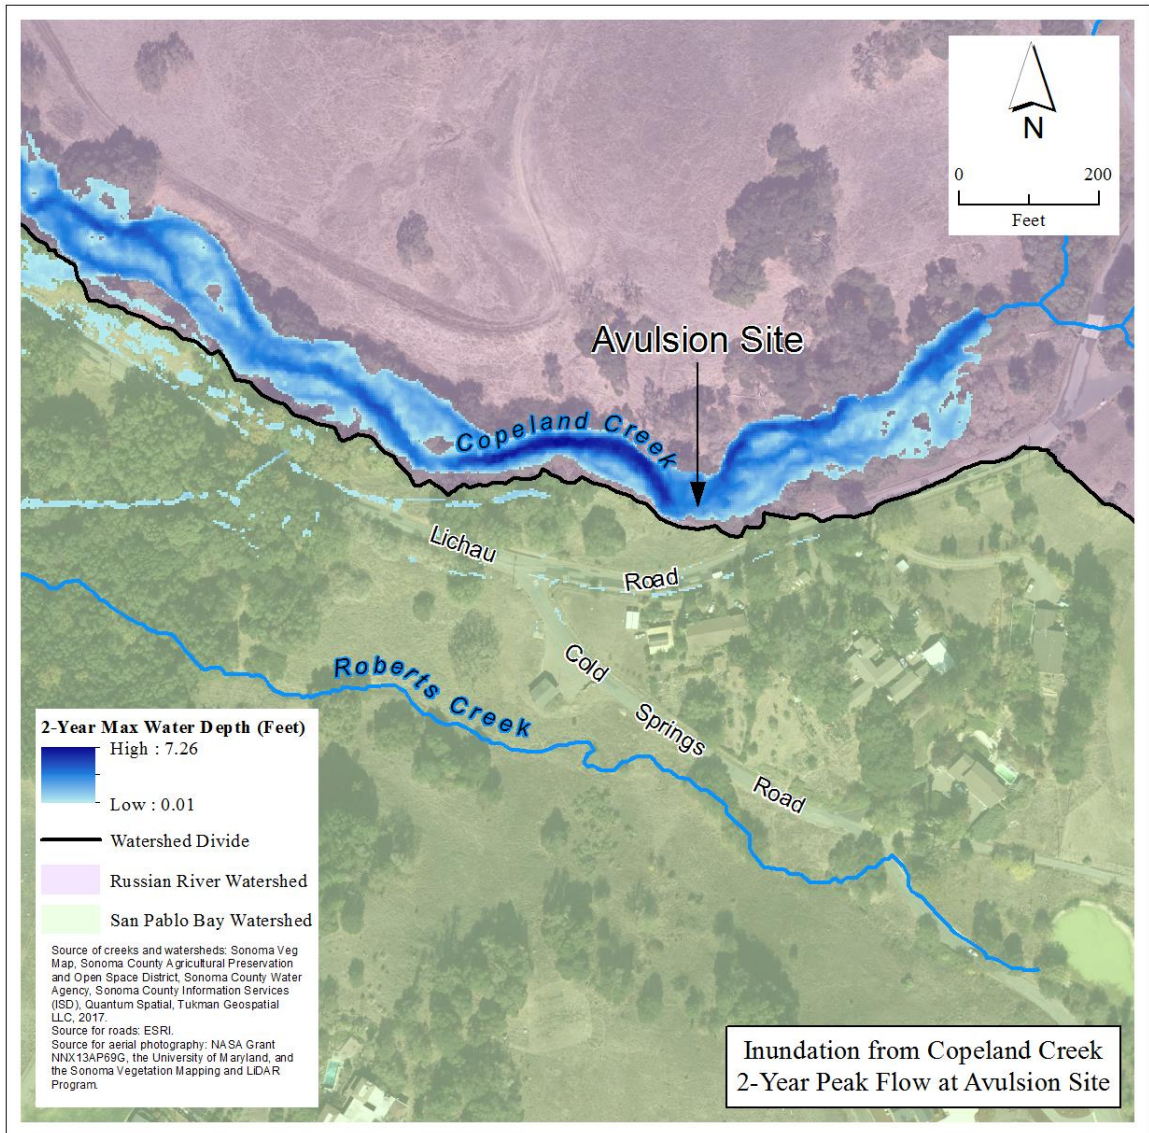 N
0 200
Feet
Avulsion Site
Copeland Creek
Lichau
Road
Cold
Springs
Road
Roberts Creek
2-Year Max Water Depth (Feet)
High : 7.26
Low : 0.01
Watershed Divide
Russian River Watershed
San Pablo Bay Watershed
Source of creeks and watersheds: Sonoma Veg
Map, Sonoma County Agricultural Preservation
and Open Space District, Sonoma County Water
Agency, Sonoma County Information Services
(ISD), Quantum Spatial, Tukman Geospatial
LLC, 2017.
Source for roads: ESRI.
Source for aerial photography: NASA Grant
NNX13AP69G, the University of Maryland, and
the Sonoma Vegetation Mapping and LiDAR
Program.
Inundation from Copeland Creek
2-Year Peak Flow at Avulsion Site